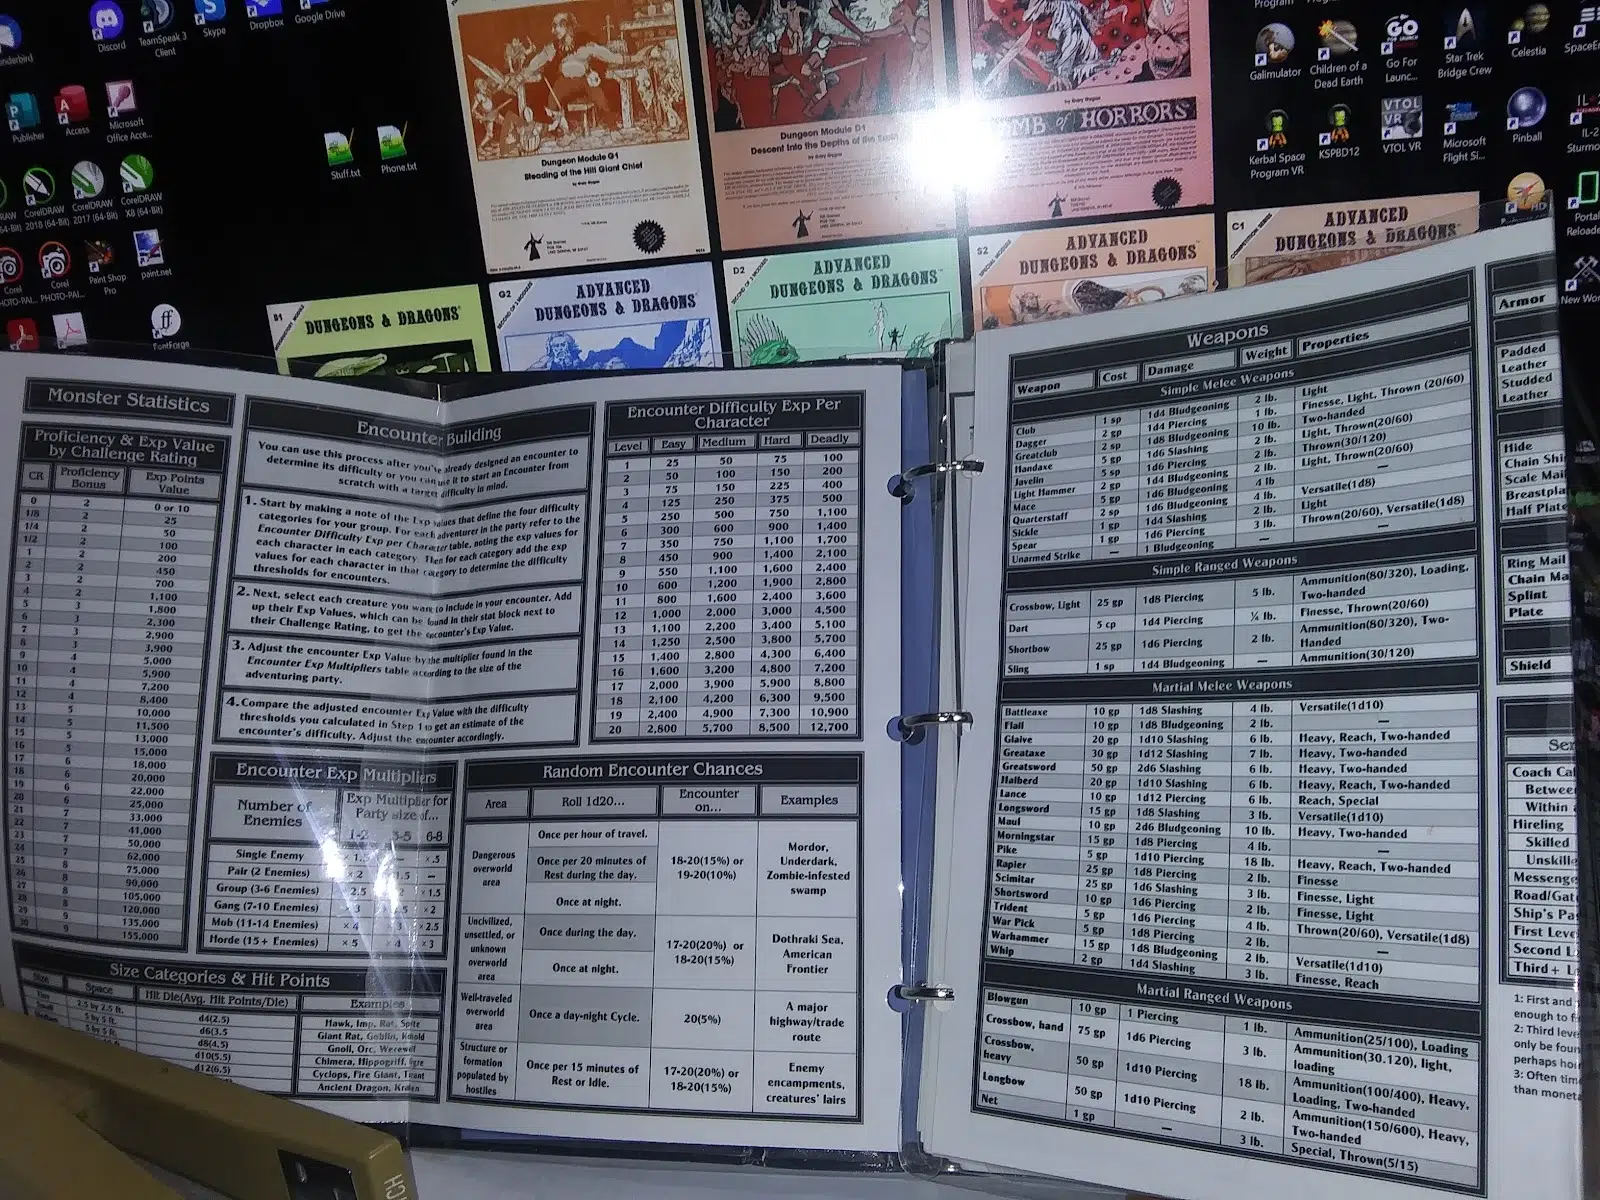 Discord
TeamSpeak 3
Client
Skype
Dropbox
Google Drive
Publisher
Access
Microsoft
Office Acce...
Stuff.txt
Phone.txt
CorelDRAW
2018 (64-Bit)
CorelDRAW
2017 (64-Bit)
CorelDRAW
X8 (64-Bit)
Corel
Paint Shop
Pro
paint.net
FontForge
Dungeon Module G1
Steading of the Hill Giant Chief
by Gary Gygax
Dungeon Module D1
Descent Into the Depths of the
by Gary Gygax
by Gary Gygax
HORRORS
Program
Galimulator
Children of a
Dead Earth
GO
Go For
Launc...
Star Trek
Bridge Crew
Celestia
Kerbal Space
Program VR
KSPBD12
VTOL
VR
VTOL VR
Microsoft
Flight Si...
Pinball
B1
DUNGEONS & DRAGONS
G2
ADVANCED
DUNGEONS & DRAGONS
D2
ADVANCED
DUNGEONS & DRAGONS
S2
ADVANCED
DUNGEONS & DRAGONS
C1
ADVANCED
DUNGEONS & DRAGONS
Monster Statistics
Proficiency & Exp Value
by Challenge Rating
CR Proficiency Bonus Exp Points Value
0 2 0 or 10
1/8 2 25
1/4 2 50
1/2 2 100
1 2 200
2 2 450
3 2 700
4 2 1,100
5 3 1,800
6 3 2,300
7 3 2,900
8 3 3,900
9 4 5,000
10 4 5,900
11 4 7,200
12 4 8,400
13 5 10,000
14 5 11,500
15 5 13,000
16 5 15,000
17 6 18,000
18 6 20,000
19 6 22,000
20 6 25,000
21 7 33,000
22 7 41,000
23 7 50,000
24 7 62,000
25 8 75,000
26 8 90,000
27 8 105,000
28 8 120,000
29 9 135,000
30 9 155,000
Encounter Building
You can use this process after you've already designed an encounter to
determine its difficulty or you can use it to start an Encounter from
scratch with a target difficulty in mind.
1. Start by making a note of the Exp values that define the four difficulty
categories for your group. For each adventurer in the party refer to the
Encounter Difficulty Exp per Character table, noting the exp values for
each character in each category. Then for each category add the exp
values for each character in that category to determine the difficulty
thresholds for encounters.
2. Next, select each creature you want to include in your encounter. Add
up their Exp Values, which can be found in their stat block next to
their Challenge Rating, to get the encounter's Exp Value.
3. Adjust the encounter Exp Value by the multiplier found in the
Encounter Exp Multipliers table according to the size of the
adventuring party.
4. Compare the adjusted encounter Exp Value with the difficulty
thresholds you calculated in Step 1 to get an estimate of the
encounter's difficulty. Adjust the encounter accordingly.
Encounter Difficulty Exp Per
Character
Level Easy Medium Hard Deadly
1 25 50 75 100
2 50 100 150 200
3 75 150 225 400
4 125 250 375 500
5 250 500 750 1,100
6 300 600 900 1,400
7 350 750 1,100 1,700
8 450 900 1,400 2,100
9 550 1,100 1,600 2,400
10 600 1,200 1,900 2,800
11 800 1,600 2,400 3,600
12 1,000 2,000 3,000 4,500
13 1,100 2,200 3,400 5,100
14 1,250 2,500 3,800 5,700
15 1,400 2,800 4,300 6,400
16 1,600 3,200 4,800 7,200
17 2,000 3,900 5,900 8,800
18 2,100 4,200 6,300 9,500
19 2,400 4,900 7,300 10,900
20 2,800 5,700 8,500 12,700
Encounter Exp Multipliers
Number of Enemies
Exp Multiplier for
Party size of...
1-2 3-5 6-8
Single Enemy ×.5
Pair (2 Enemies) ×2 —
Group (3-6 Enemies) 2.5 ×1.5
Gang (7-10 Enemies) ×2
Mob (11-14 Enemies) ×4 3 ×2.5
Horde (15+ Enemies) ×5 ×4 ×3
Random Encounter Chances
Area Roll 1d20... Encounter on... Examples
Dangerous overworld area
Once per hour of travel.
Once per 20 minutes of Rest during the day.
Once at night.
18-20(15%) or 19-20(10%)
Mordor, Underdark, Zombie-infested swamp
Uncivilized, unsettled, or unknown overworld area
Once during the day.
Once at night.
17-20(20%) or 18-20(15%)
Dothraki Sea, American Frontier
Well-traveled overworld area
Once a day-night Cycle.
20(5%)
A major highway/trade route
Structure or formation populated by hostiles
Once per 15 minutes of Rest or Idle.
17-20(20%) or 18-20(15%)
Enemy encampments, creatures' lairs
Size Categories & Hit Points
Size Space Hit Die(Avg. Hit Points/Die) Examples
2.5 by 2.5 ft. d4(2.5) Hawk, Imp, Rat, Sprite
5 by 5 ft. d6(3.5 Giant Rat, Goblin, Kobold
5 by 5 ft. d8(4.5) Gnoll, Orc, Werewolf
d10(5.5) Chimera, Hippogriff, Ogre
d12(6.5) Cyclops, Fire Giant, Treant
Ancient Dragon, Kraken
Weapons
Weapon Cost Damage Weight Properties
Simple Melee Weapons
Club 1 sp 1d4 Bludgeoning 2 lb. Light
Dagger 2 gp 1d4 Piercing 1 lb. Finesse, Light, Thrown (20/60)
Greatclub 2 sp 1d8 Bludgeoning 10 lb. Two-handed
Handaxe 5 gp 1d6 Slashing 2 lb. Light, Thrown(20/60)
Javelin 5 sp 1d6 Piercing 2 lb. Thrown(30/120)
Light Hammer 2 gp 1d4 Bludgeoning 2 lb. Light, Thrown(20/60)
Mace 5 gp 1d6 Bludgeoning 4 lb —
Quarterstaff 2 sp 1d6 Bludgeoning 4 lb. Versatile(1d8)
Sickle 1 gp 1d4 Slashing 2 lb. Light
Spear 1 gp 1d6 Piercing 3 lb. Thrown(20/60), Versatile(1d8)
Unarmed Strike — 1 Bludgeoning — —
Simple Ranged Weapons
Crossbow, Light 25 gp 1d8 Piercing 5 lb. Ammunition(80/320), Loading, Two-handed
Dart 5 cp 1d4 Piercing ¼ lb. Finesse, Thrown(20/60)
Shortbow 25 gp 1d6 Piercing 2 lb. Ammunition(80/320), Two-Handed
Sling 1 sp 1d4 Bludgeoning — Ammunition(30/120)
Martial Melee Weapons
Battleaxe 10 gp 1d8 Slashing 4 lb. Versatile(1d10)
Flail 10 gp 1d8 Bludgeoning 2 lb. —
Glaive 20 gp 1d10 Slashing 6 lb. Heavy, Reach, Two-handed
Greataxe 30 gp 1d12 Slashing 7 lb. Heavy, Two-handed
Greatsword 50 gp 2d6 Slashing 6 lb. Heavy, Two-handed
Halberd 20 gp 1d10 Slashing 6 lb. Heavy, Reach, Two-handed
Lance 10 gp 1d12 Piercing 6 lb. Reach, Special
Longsword 15 gp 1d8 Slashing 3 lb. Versatile(1d10)
Maul 10 gp 2d6 Bludgeoning 10 lb. Heavy, Two-handed
Morningstar 15 gp 1d8 Piercing 4 lb. —
Pike 5 gp 1d10 Piercing 18 lb. Heavy, Reach, Two-handed
Rapier 25 gp 1d8 Piercing 2 lb. Finesse
Scimitar 25 gp 1d6 Slashing 3 lb. Finesse, Light
Shortsword 10 gp 1d6 Piercing 2 lb. Finesse, Light
Trident 5 gp 1d6 Piercing 4 lb. Thrown(20/60), Versatile(1d8)
War Pick 5 gp 1d8 Piercing 2 lb. —
Warhammer 15 gp 1d8 Bludgeoning 2 lb. Versatile(1d10)
Whip 2 gp 1d4 Slashing 3 lb. Finesse, Reach
Martial Ranged Weapons
Blowgun 10 gp 1 Piercing 1 lb. Ammunition(25/100), Loading
Crossbow, hand 75 gp 1d6 Piercing 3 lb. Ammunition(30.120), light, loading
Crossbow, heavy 50 gp 1d10 Piercing 18 lb. Ammunition(100/400), Heavy, Loading, Two-handed
Longbow 50 gp 1d10 Piercing 2 lb. Ammunition(150/600), Heavy, Two-handed
Net 1 gp — 3 lb. Special, Thrown(5/15)
Armor
Padded
Leather
Studded
Leather
Hide
Chain Shi
Scale Mail
Breastpla
Half Plate
Ring Mail
Chain Ma
Splint
Plate
Shield
Ser
Coach Ca
Betwee
Within
Hireling
Skilled
Unskille
Messenge
Road/Gat
Ship's Pa
First Leve
Second L
Third + L
1: First and
enough to f
2: Third leve
only be foun
perhaps hoi
3: Often tim
than moneta